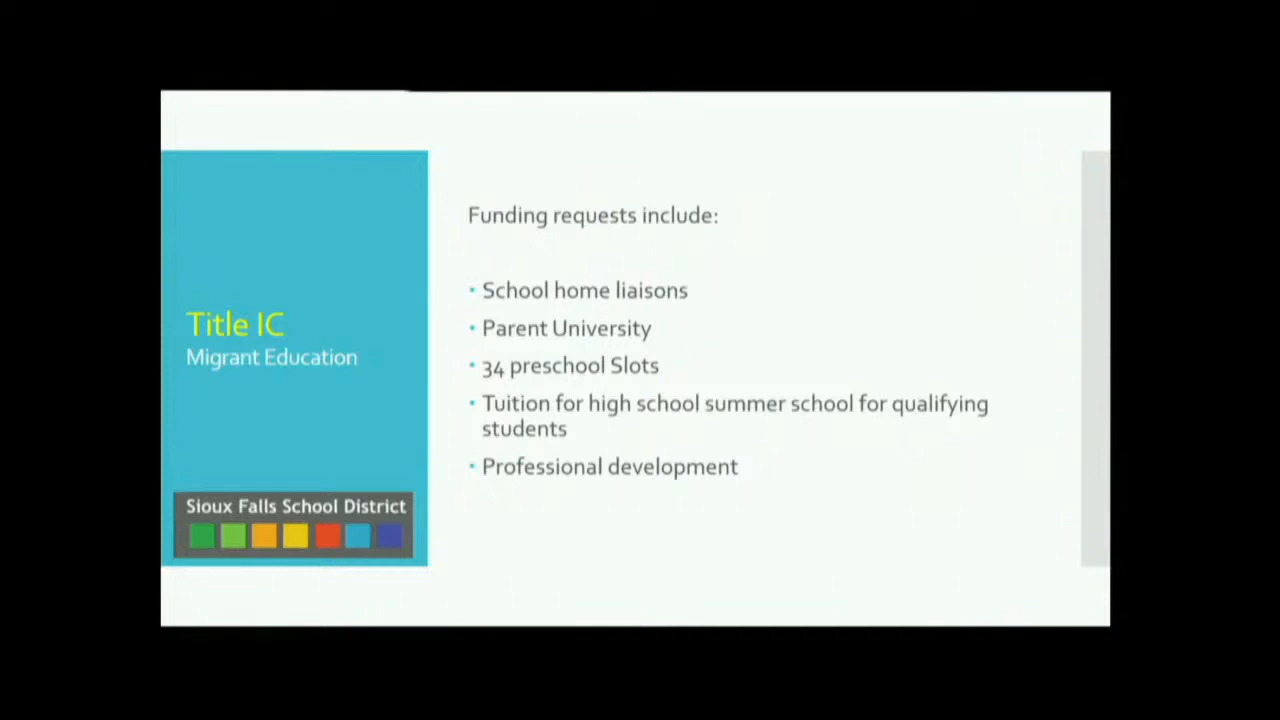 Title IC
Migrant Education
Sioux Falls School District
Funding requests include:
• School home liaisons
• Parent University
• 34 preschool Slots
• Tuition for high school summer school for qualifying
students
• Professional development